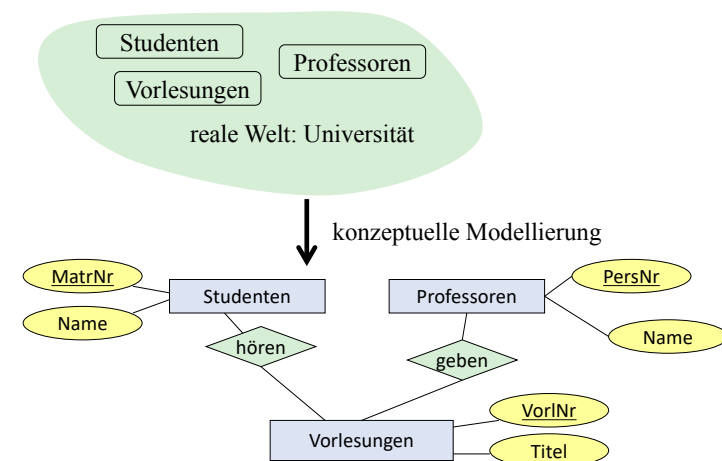 Studenten
Professoren
Vorlesungen
reale Welt: Universität
konzeptuelle Modellierung
MatrNr
Studenten
Professoren
PersNr
Name
Name
hören
geben
VorlNr
Vorlesungen
Titel